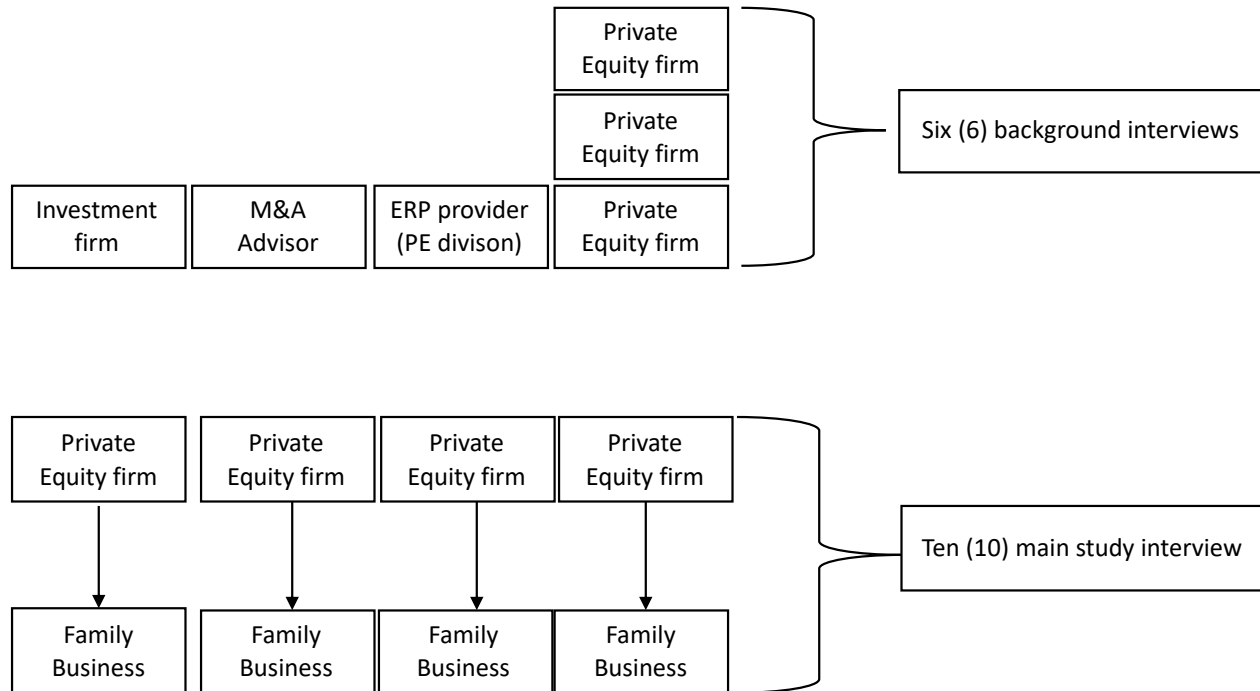 Private
Equity firm
Private
Equity firm
Six (6) background interviews
Investment
firm
M&A
Advisor
ERP provider
(PE divison)
Private
Equity firm
Private
Equity firm
Private
Equity firm
Private
Equity firm
Private
Equity firm
Ten (10) main study interview
Family
Business
Family
Business
Family
Business
Family
Business